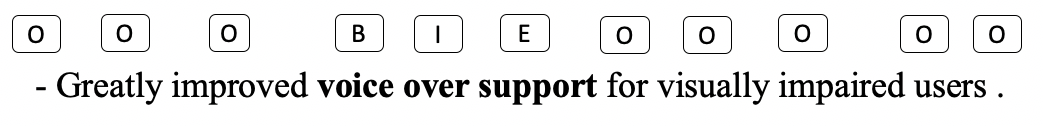 O O O B I E O O O O O
- Greatly improved voice over support for visually impaired users .